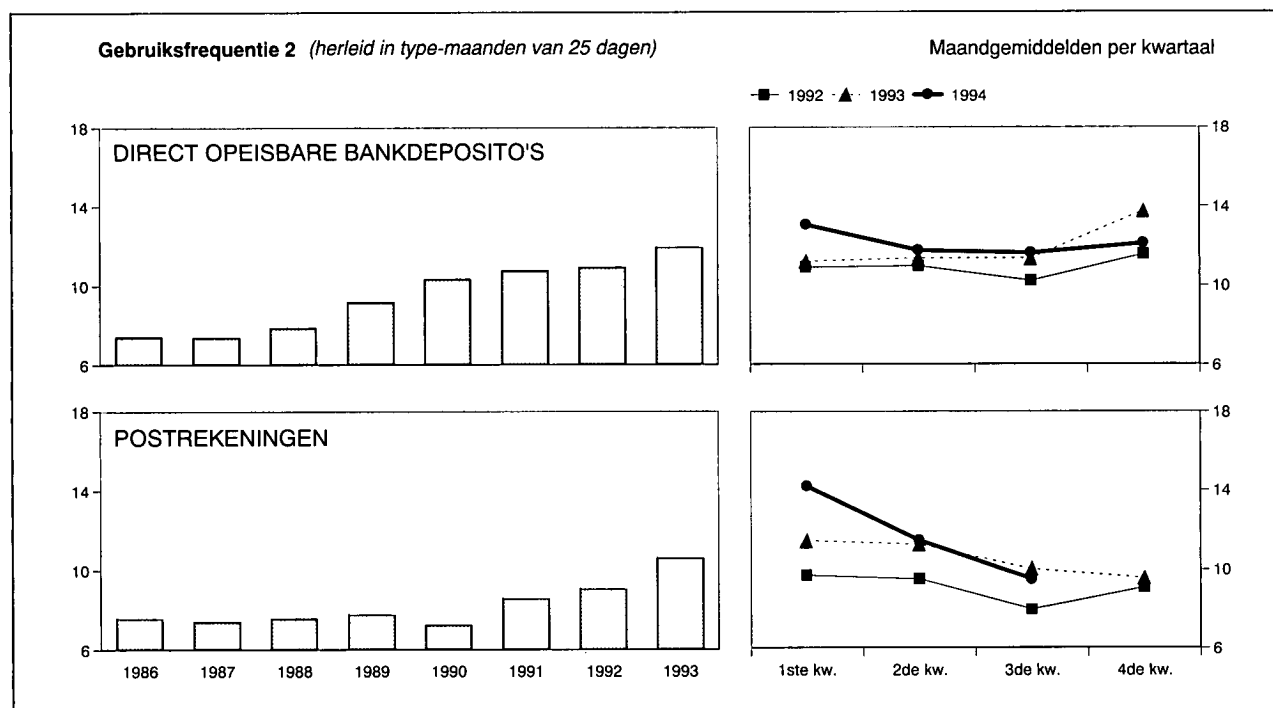 Gebruiksfrequentie 2 (herleid in type-maanden van 25 dagen)
Maandgemiddelden per kwartaal
1992 1993 1994
DIRECT OPEISBARE BANKDEPOSITO'S
18
14
10
6
18
14
10
6
POSTREKENINGEN
18
14
10
6
18
14
10
6
1986 1987 1988 1989 1990 1991 1992 1993
1ste kw. 2de kw. 3de kw. 4de kw.